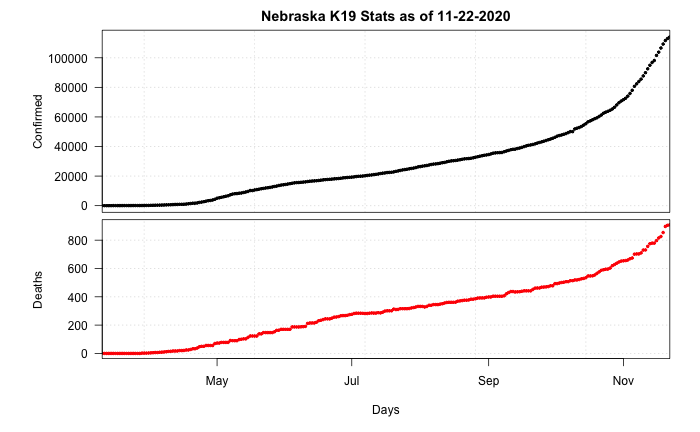 Nebraska K19 Stats as of 11-22-2020
Confirmed
100000
80000
60000
40000
20000
0
Deaths
800
600
400
200
0
May Jul Sep Nov
Days